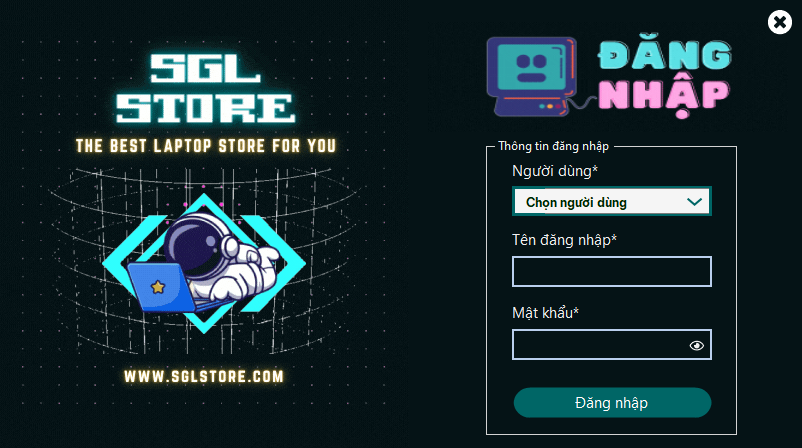 SGL
STORE
THE BEST LAPTOP STORE FOR YOU
WWW.SGLSTORE.COM
ĐĂNG
NHẬP
Thông tin đăng nhập
Người dùng*
Chọn người dùng
Tên đăng nhập*
Mật khẩu*
Đăng nhập